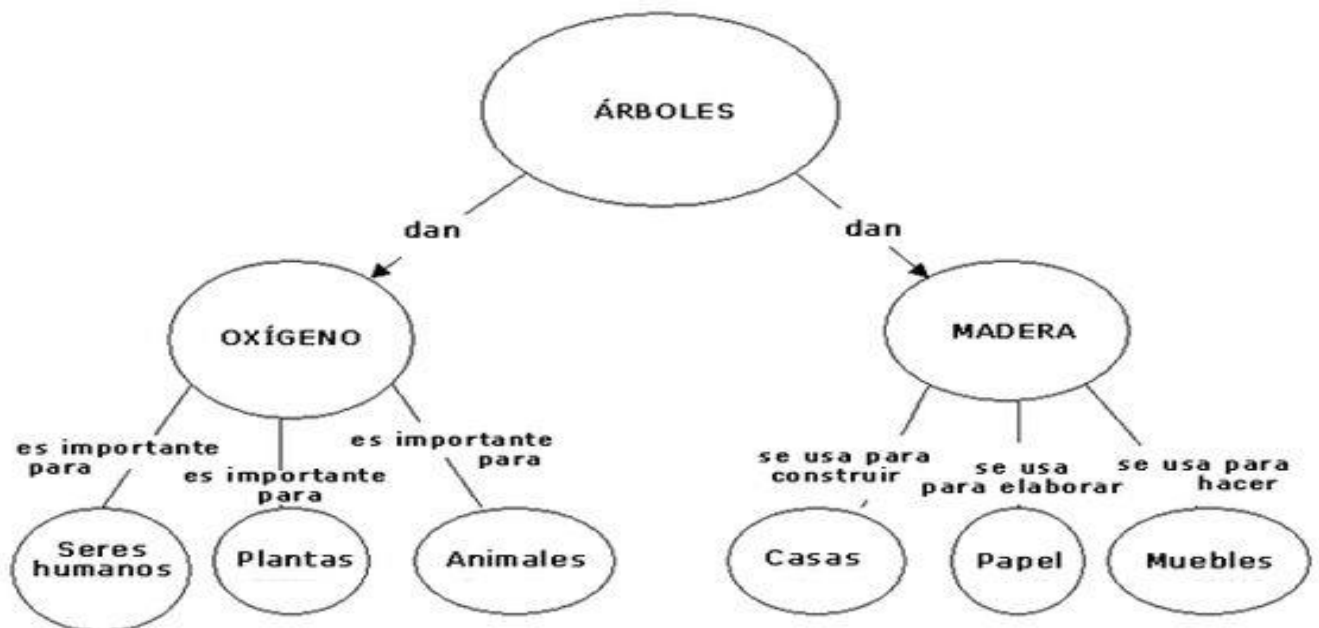 ÁRBOLES
dan
dan
OXÍGENO
MADERA
es importante
para
es importante
para
es importante
para
se usa para
construir
se usa
para elaborar
se usa para
hacer
Seres
humanos
Plantas
Animales
Casas
Papel
Muebles